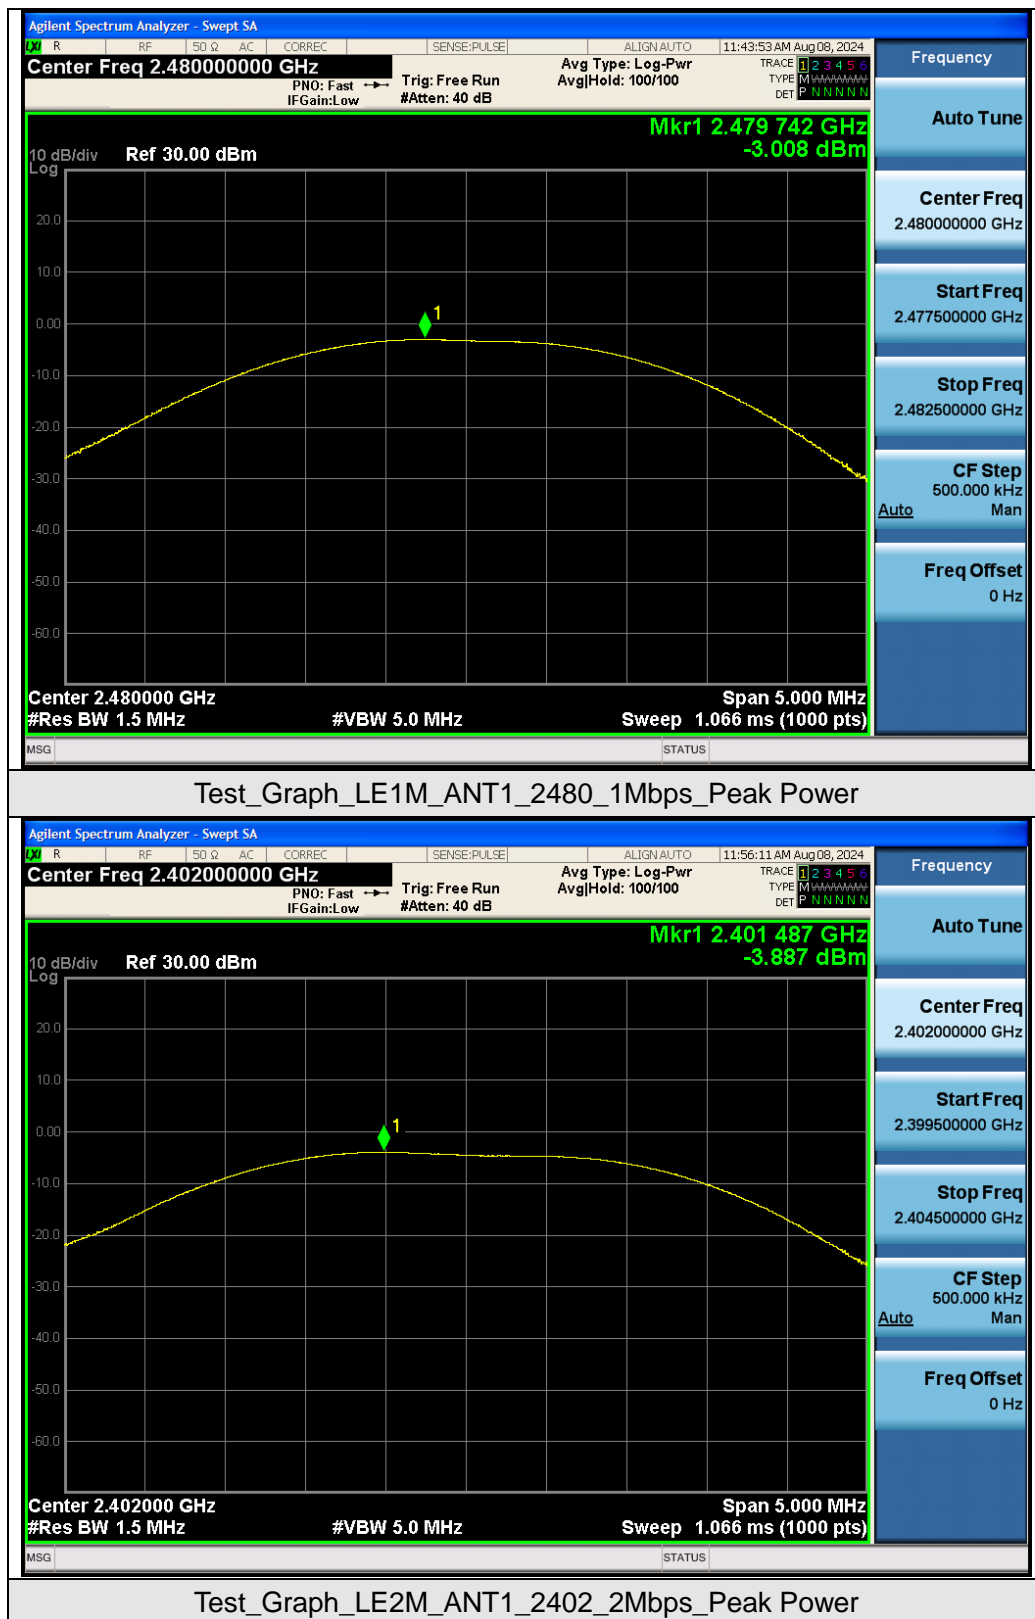 Agilent Spectrum Analyzer - Swept SA
LXI R RF 50 Ω AC CORREC SENSE:PULSE ALIGN AUTO 11:43:53 AM Aug 08, 2024
Center Freq 2.480000000 GHz
PNO: Fast
IFGain:Low
Trig: Free Run
#Atten: 40 dB
Avg Type: Log-Pwr
Avg|Hold: 100/100
TRACE 1 2 3 4 5 6
TYPE M WWWWW
DET P N N N N N
Frequency
Auto Tune
Center Freq
2.480000000 GHz
Start Freq
2.477500000 GHz
Stop Freq
2.482500000 GHz
CF Step
500.000 kHz
Auto Man
Freq Offset
0 Hz
Mkr1 2.479 742 GHz
-3.008 dBm
10 dB/div Ref 30.00 dBm
Log
20.0
10.0
0.00
1
-10.0
-20.0
-30.0
-40.0
-50.0
-60.0
Center 2.480000 GHz Span 5.000 MHz
#Res BW 1.5 MHz #VBW 5.0 MHz Sweep 1.066 ms (1000 pts)
MSG STATUS
Test_Graph_LE1M_ANT1_2480_1Mbps_Peak Power
Agilent Spectrum Analyzer - Swept SA
LXI R RF 50 Ω AC CORREC SENSE:PULSE ALIGN AUTO 11:56:11 AM Aug 08, 2024
Center Freq 2.402000000 GHz
PNO: Fast
IFGain:Low
Trig: Free Run
#Atten: 40 dB
Avg Type: Log-Pwr
Avg|Hold: 100/100
TRACE 1 2 3 4 5 6
TYPE M WWWWW
DET P N N N N N
Frequency
Auto Tune
Center Freq
2.402000000 GHz
Start Freq
2.399500000 GHz
Stop Freq
2.404500000 GHz
CF Step
500.000 kHz
Auto Man
Freq Offset
0 Hz
Mkr1 2.401 487 GHz
-3.887 dBm
10 dB/div Ref 30.00 dBm
Log
20.0
10.0
0.00
1
-10.0
-20.0
-30.0
-40.0
-50.0
-60.0
Center 2.402000 GHz Span 5.000 MHz
#Res BW 1.5 MHz #VBW 5.0 MHz Sweep 1.066 ms (1000 pts)
MSG STATUS
Test_Graph_LE2M_ANT1_2402_2Mbps_Peak Power